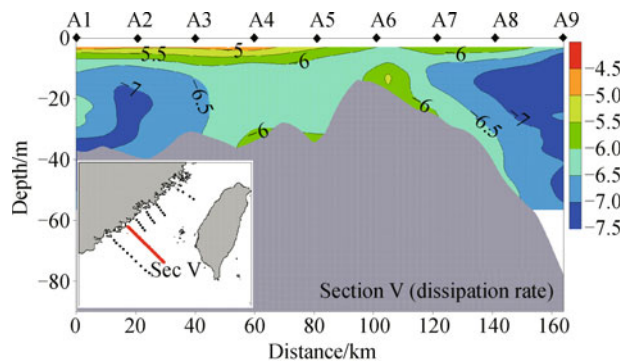 A1 A2 A3 A4 A5 A6 A7 A8 A9
0
−20
−40
−60
−80
Depth/m
−5.5 −5 −6 −6
−7 −6.5 −6 −6 −6.5 −7
−4.5
−5.0
−5.5
−6.0
−6.5
−7.0
−7.5
Sec V
Section V (dissipation rate)
0 20 40 60 80 100 120 140 160
Distance/km